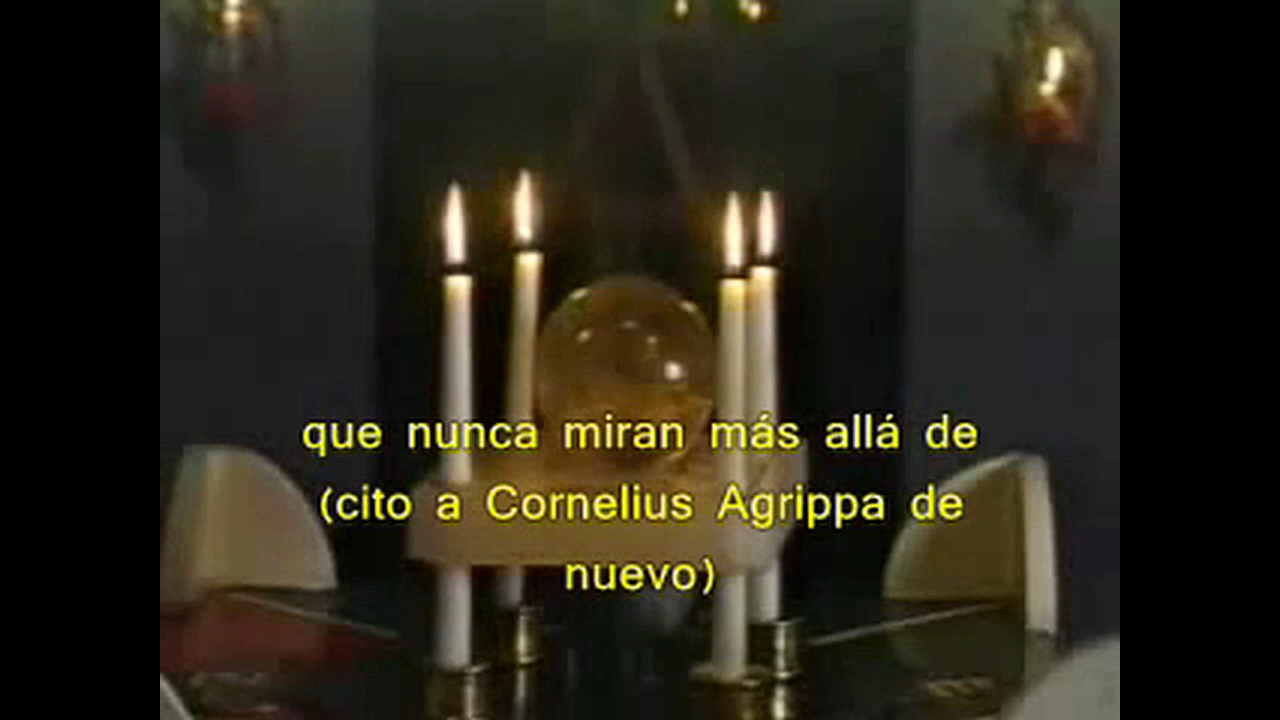 que nunca miran más allá de
(cito a Cornelius Agrippa de
nuevo)